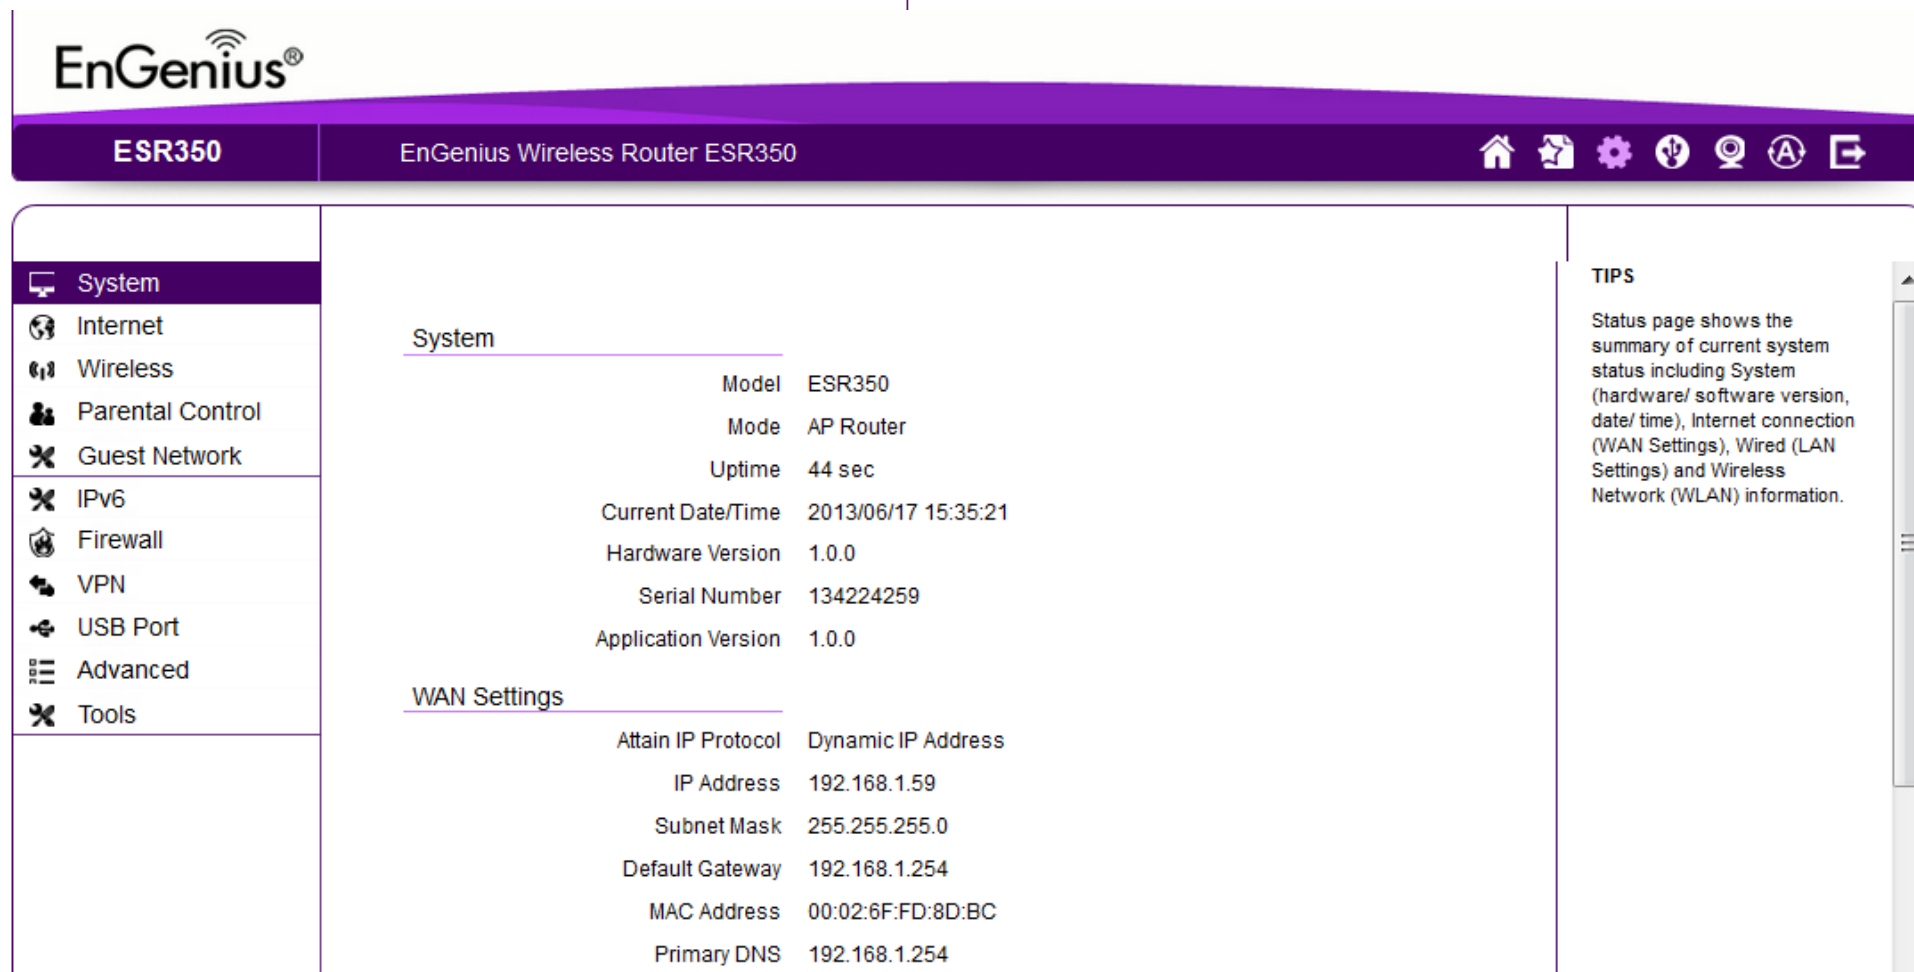 EnGenius®
ESR350
EnGenius Wireless Router ESR350
System
Internet
Wireless
Parental Control
Guest Network
IPv6
Firewall
VPN
USB Port
Advanced
Tools
System
Model ESR350
Mode AP Router
Uptime 44 sec
Current Date/Time 2013/06/17 15:35:21
Hardware Version 1.0.0
Serial Number 134224259
Application Version 1.0.0
WAN Settings
Attain IP Protocol Dynamic IP Address
IP Address 192.168.1.59
Subnet Mask 255.255.255.0
Default Gateway 192.168.1.254
MAC Address 00:02:6F:FD:8D:BC
Primary DNS 192.168.1.254
TIPS
Status page shows the
summary of current system
status including System
(hardware/ software version,
date/ time), Internet connection
(WAN Settings), Wired (LAN
Settings) and Wireless
Network (WLAN) information.